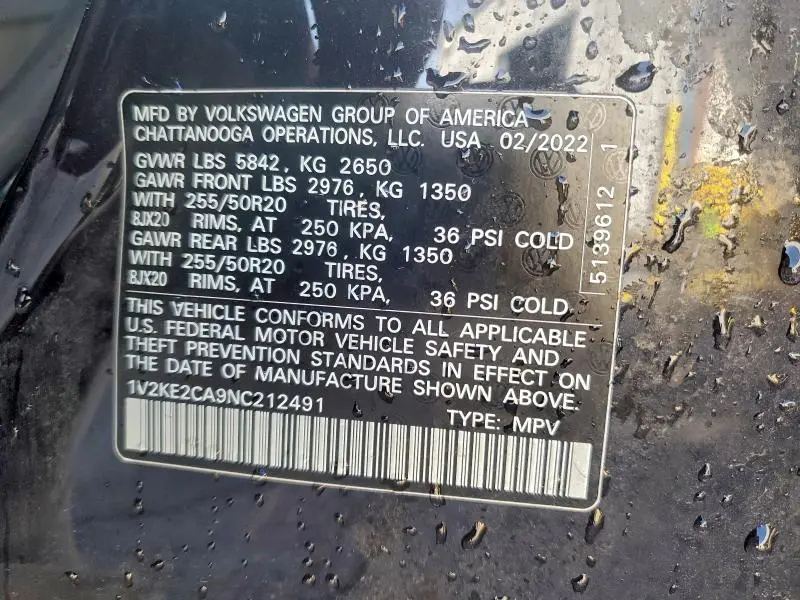 MFD BY VOLKSWAGEN GROUP OF AMERICA
CHATTANOOGA OPERATIONS, LLC. USA 02/2022
GVWR LBS 5842, KG 2650
GAWR FRONT LBS 2976, KG 1350
WITH 255/50R20 TIRES,
8JX20 RIMS, AT 250 KPA, 36 PSI COLD
GAWR REAR LBS 2976, KG 1350
WITH 255/50R20 TIRES,
8JX20 RIMS, AT 250 KPA, 36 PSI COLD.
THIS VEHICLE CONFORMS TO ALL APPLICABLE
U.S. FEDERAL MOTOR VEHICLE SAFETY AND
THEFT PREVENTION STANDARDS IN EFFECT ON
THE DATE OF MANUFACTURE SHOWN ABOVE.
1V2KE2CA9NC212491 TYPE: MPV
5139612 1